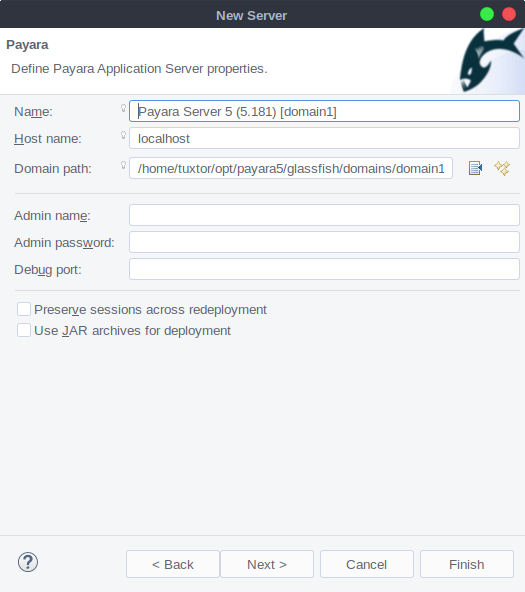 New Server
Payara
Define Payara Application Server properties.
Name: Payara Server 5 (5.181) [domain1]
Host name: localhost
Domain path: /home/tuxtor/opt/payara5/glassfish/domains/domain1
Admin name:
Admin password:
Debug port:
Preserve sessions across redeployment
Use JAR archives for deployment
? < Back Next > Cancel Finish